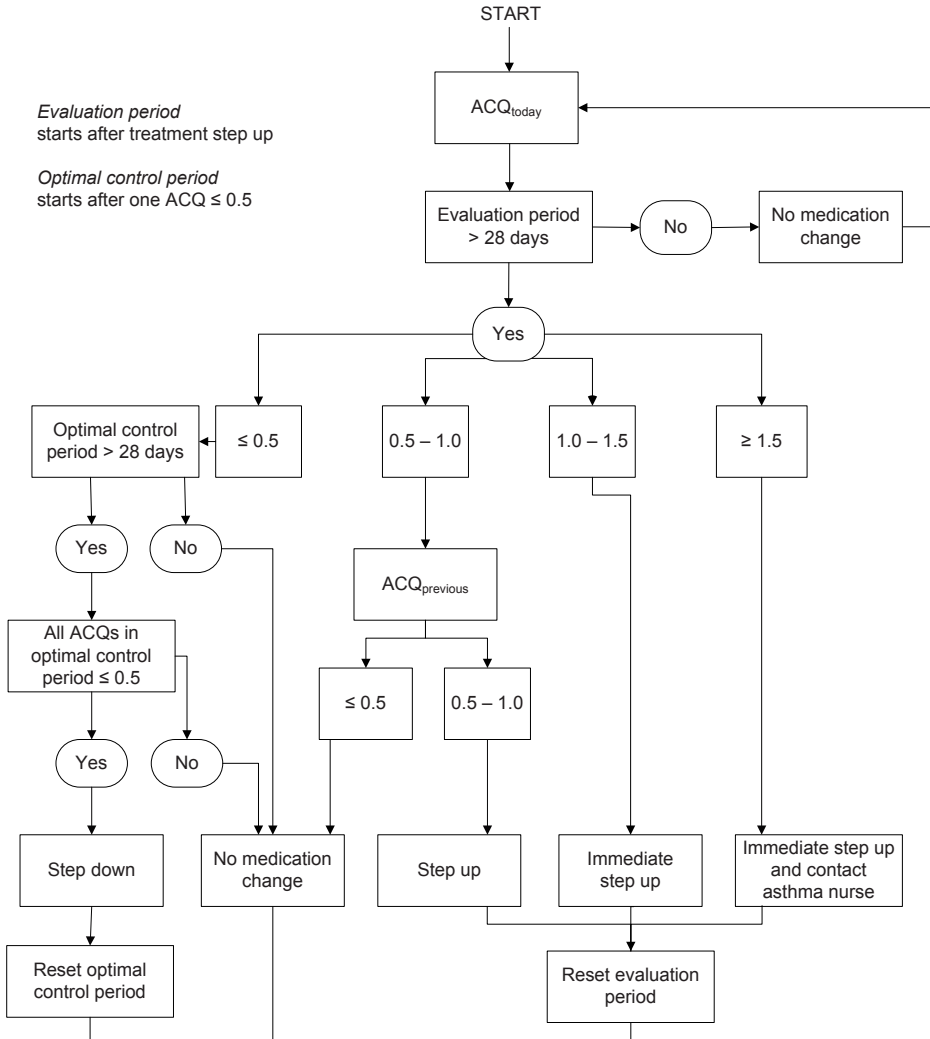 START
ACQtoday
Evaluation period
starts after treatment step up
Optimal control period
starts after one ACQ ≤ 0.5
Evaluation period
> 28 days
No
No medication
change
Yes
Optimal control
period > 28 days
≤ 0.5
0.5 – 1.0
1.0 – 1.5
≥ 1.5
Yes
No
ACQprevious
All ACQs in
optimal control
period ≤ 0.5
≤ 0.5
0.5 – 1.0
Yes
No
Step down
No medication
change
Step up
Immediate
step up
Immediate step up
and contact
asthma nurse
Reset optimal
control period
Reset evaluation
period